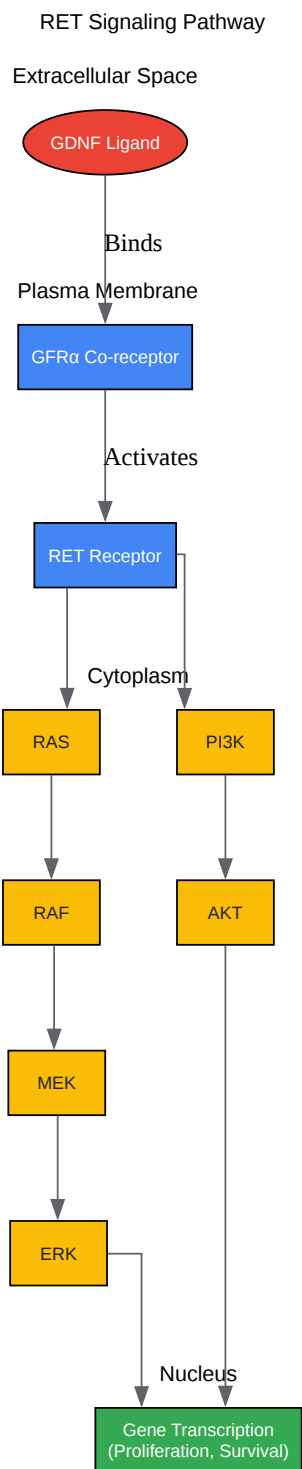 RET Signaling Pathway
Extracellular Space
GDNF Ligand
Binds
Plasma Membrane
GFRα Co-receptor
Activates
RET Receptor
Cytoplasm
RAS
PI3K
RAF
AKT
MEK
ERK
Nucleus
Gene Transcription
(Proliferation, Survival)